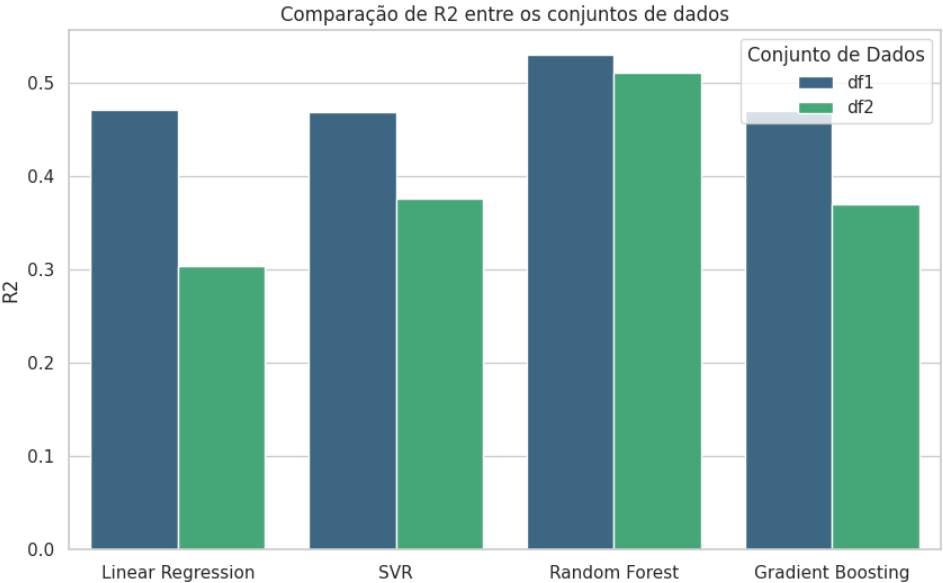 Comparação de R2 entre os conjuntos de dados
Conjunto de Dados
df1
df2
R2
0.5
0.4
0.3
0.2
0.1
0.0
Linear Regression
SVR
Random Forest
Gradient Boosting